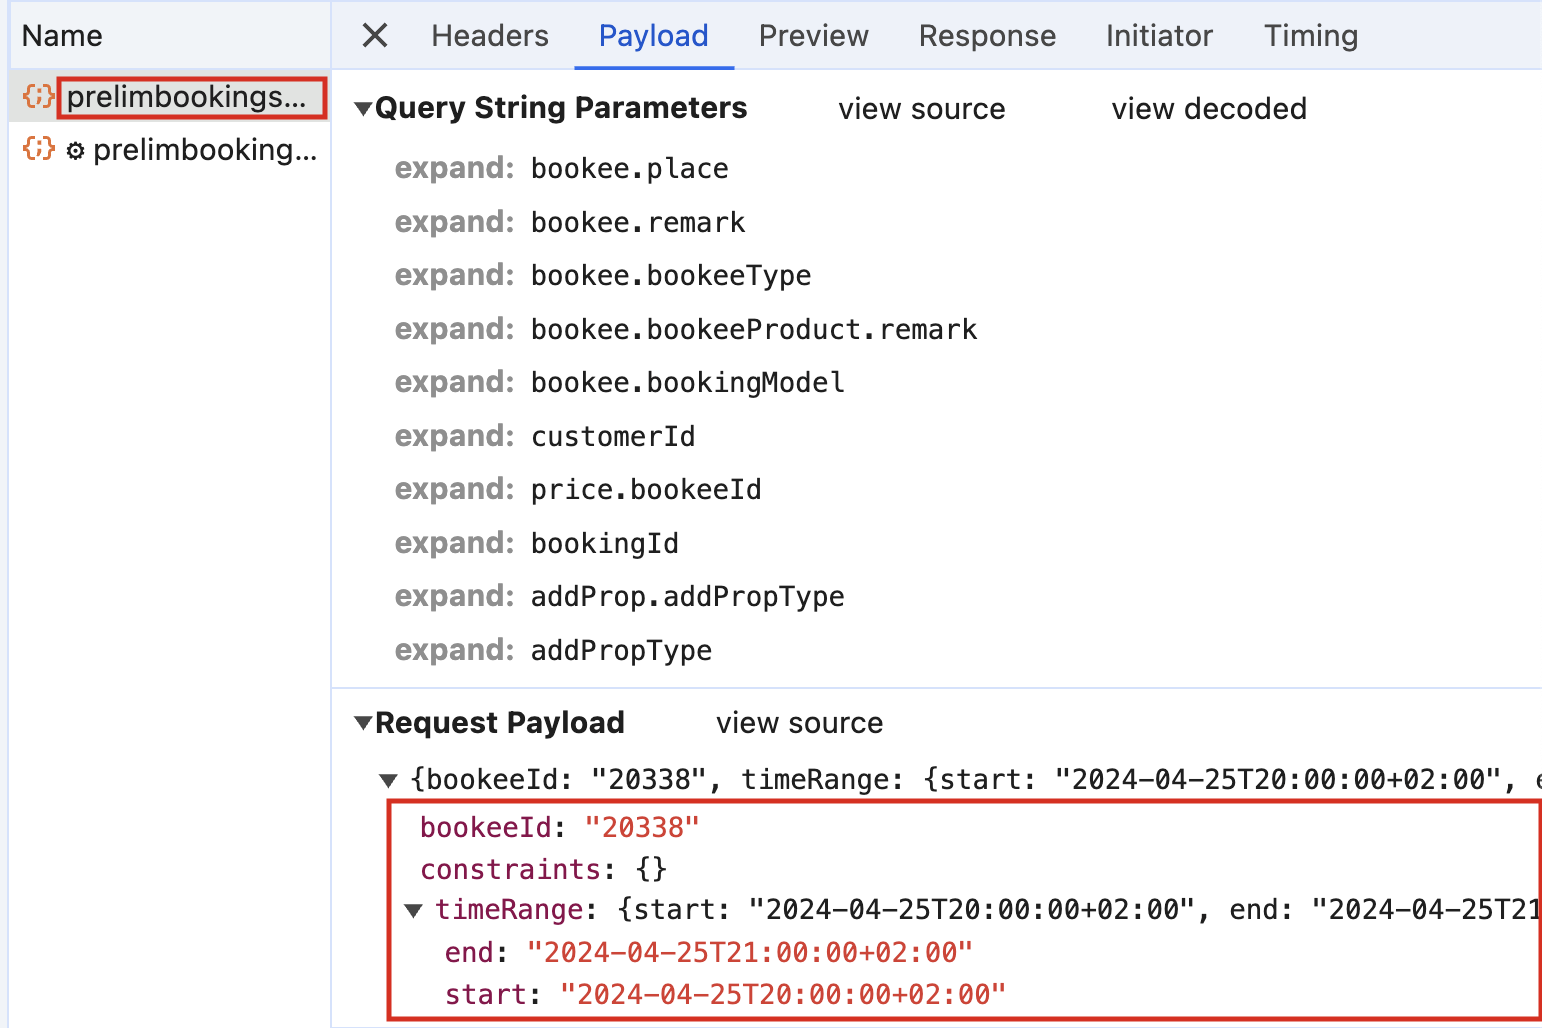 Name
Headers Payload Preview Response Initiator Timing
prelimbookings...
prelimbooking...
Query String Parameters view source view decoded
expand: bookee.place
expand: bookee.remark
expand: bookee.bookeeType
expand: bookee.bookeeProduct.remark
expand: bookee.bookingModel
expand: customerId
expand: price.bookeeId
expand: bookingId
expand: addProp.addPropType
expand: addPropType
Request Payload view source
{bookeeId: "20338", timeRange: {start: "2024-04-25T20:00:00+02:00", e
bookeeId: "20338"
constraints: {}
timeRange: {start: "2024-04-25T20:00:00+02:00", end: "2024-04-25T21
end: "2024-04-25T21:00:00+02:00"
start: "2024-04-25T20:00:00+02:00"